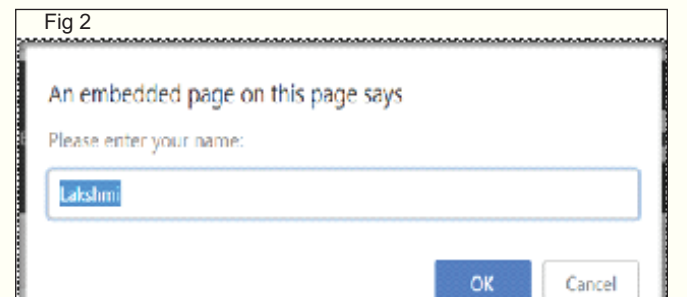 Fig 2
An embedded page on this page says
Please enter your name:
Lakshmi
OK Cancel